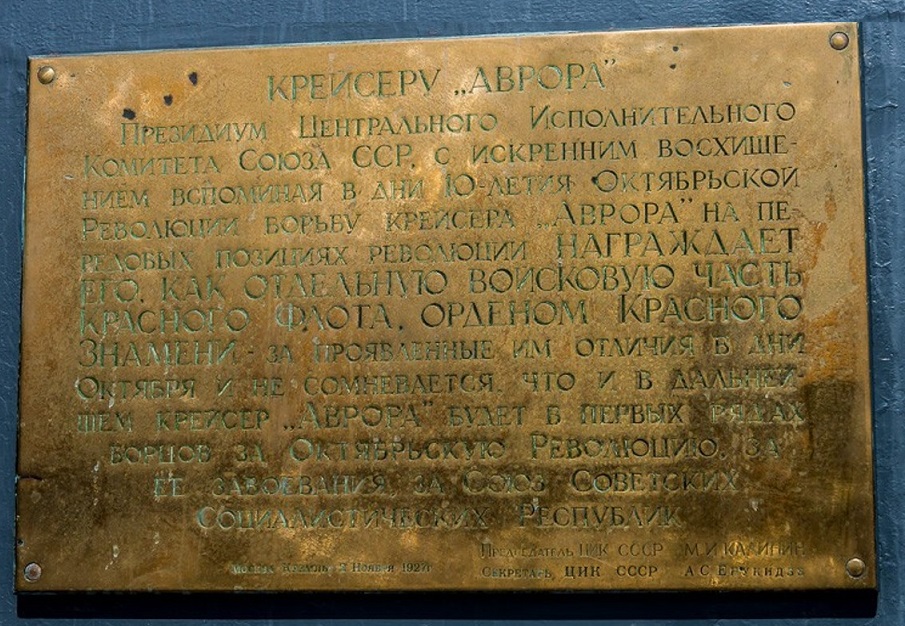 КРЕЙСЕРУ „АВРОРА"
ПРЕЗИДИУМ ЦЕНТРАЛЬНОГО ИСПОЛНИТЕЛЬНОГО
КОМИТЕТА СОЮЗА ССР, С ИСКРЕННИМ ВОСХИЩЕ-
НИЕМ ВСПОМИНАЯ В ДНИ 10-ЛЕТИЯ ОКТЯБРЬСКОЙ
РЕВОЛЮЦИИ БОРЬБУ КРЕЙСЕРА „АВРОРА" НА ПЕ-
РЕДОВЫХ ПОЗИЦИЯХ РЕВОЛЮЦИИ НАГРАЖДАЕТ
ЕГО, КАК ОТДЕЛЬНУЮ ВОИСКОВУЮ ЧАСТЬ
КРАСНОГО ФЛОТА, ОРДЕНОМ КРАСНОГО
ЗНАМЕНИ - ЗА ПРОЯВЛЕННЫЕ ИМ ОТЛИЧИЯ В ДНИ
ОКТЯБРЯ И НЕ СОМНЕВАЕТСЯ, ЧТО И В ДАЛЬНЕЙ-
ШЕМ КРЕЙСЕР „АВРОРА" БУДЕТ В ПЕРВЫХ РЯДАХ
БОРЦОВ ЗА ОКТЯБРЬСКУЮ РЕВОЛЮЦИЮ, ЗА
ЕЕ ЗАВОЕВАНИЯ, ЗА СОЮЗ СОВЕТСКИХ
СОЦИАЛИСТИЧЕСКИХ РЕСПУБЛИК
ПРЕДСЕДАТЕЛЬ ЦИК СССР М.И.КАЛИНИН
МОСКВА КРЕМЛЬ 2 НОЯБРЯ 1927г. СЕКРЕТАРЬ ЦИК СССР А.С.ЕНУКИДЗЕ